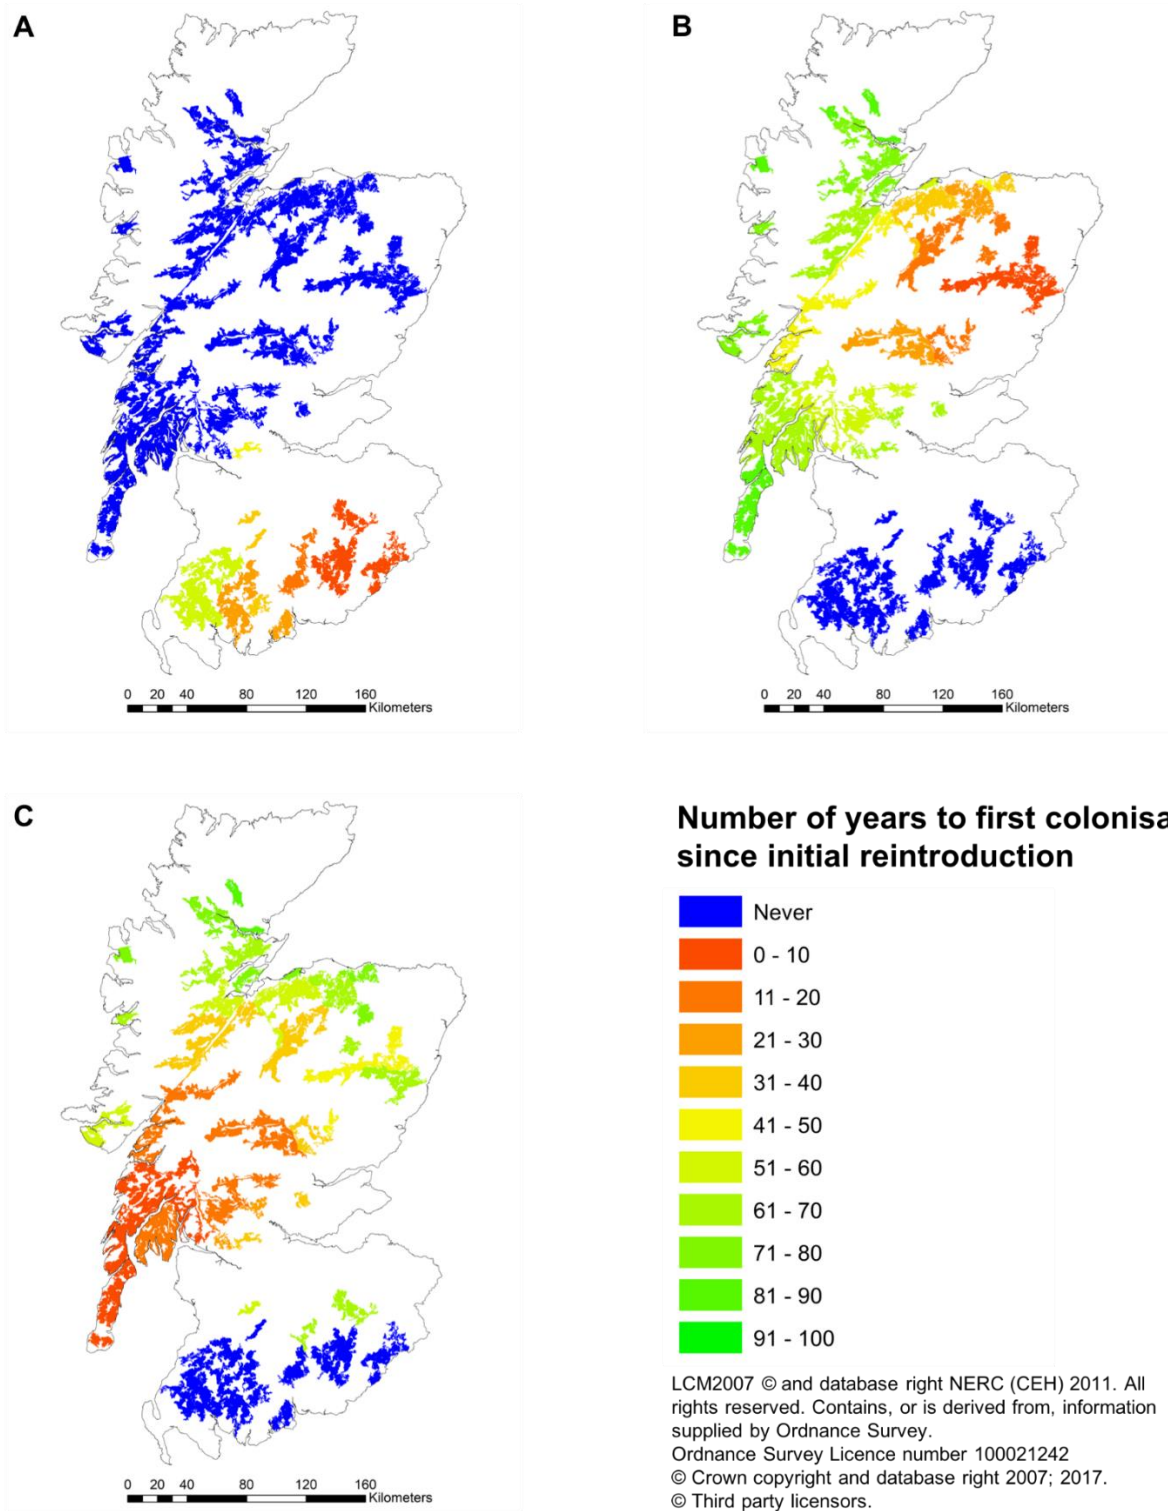 A
B
0 20 40 80 120 160
Kilometers
0 20 40 80 120 160
Kilometers
C
0 20 40 80 120 160
Kilometers
Number of years to first colonisa
since initial reintroduction
Never
0 - 10
11 - 20
21 - 30
31 - 40
41 - 50
51 - 60
61 - 70
71 - 80
81 - 90
91 - 100
LCM2007 © and database right NERC (CEH) 2011. All
rights reserved. Contains, or is derived from, information
supplied by Ordnance Survey.
Ordnance Survey Licence number 100021242
© Crown copyright and database right 2007; 2017.
© Third party licensors.